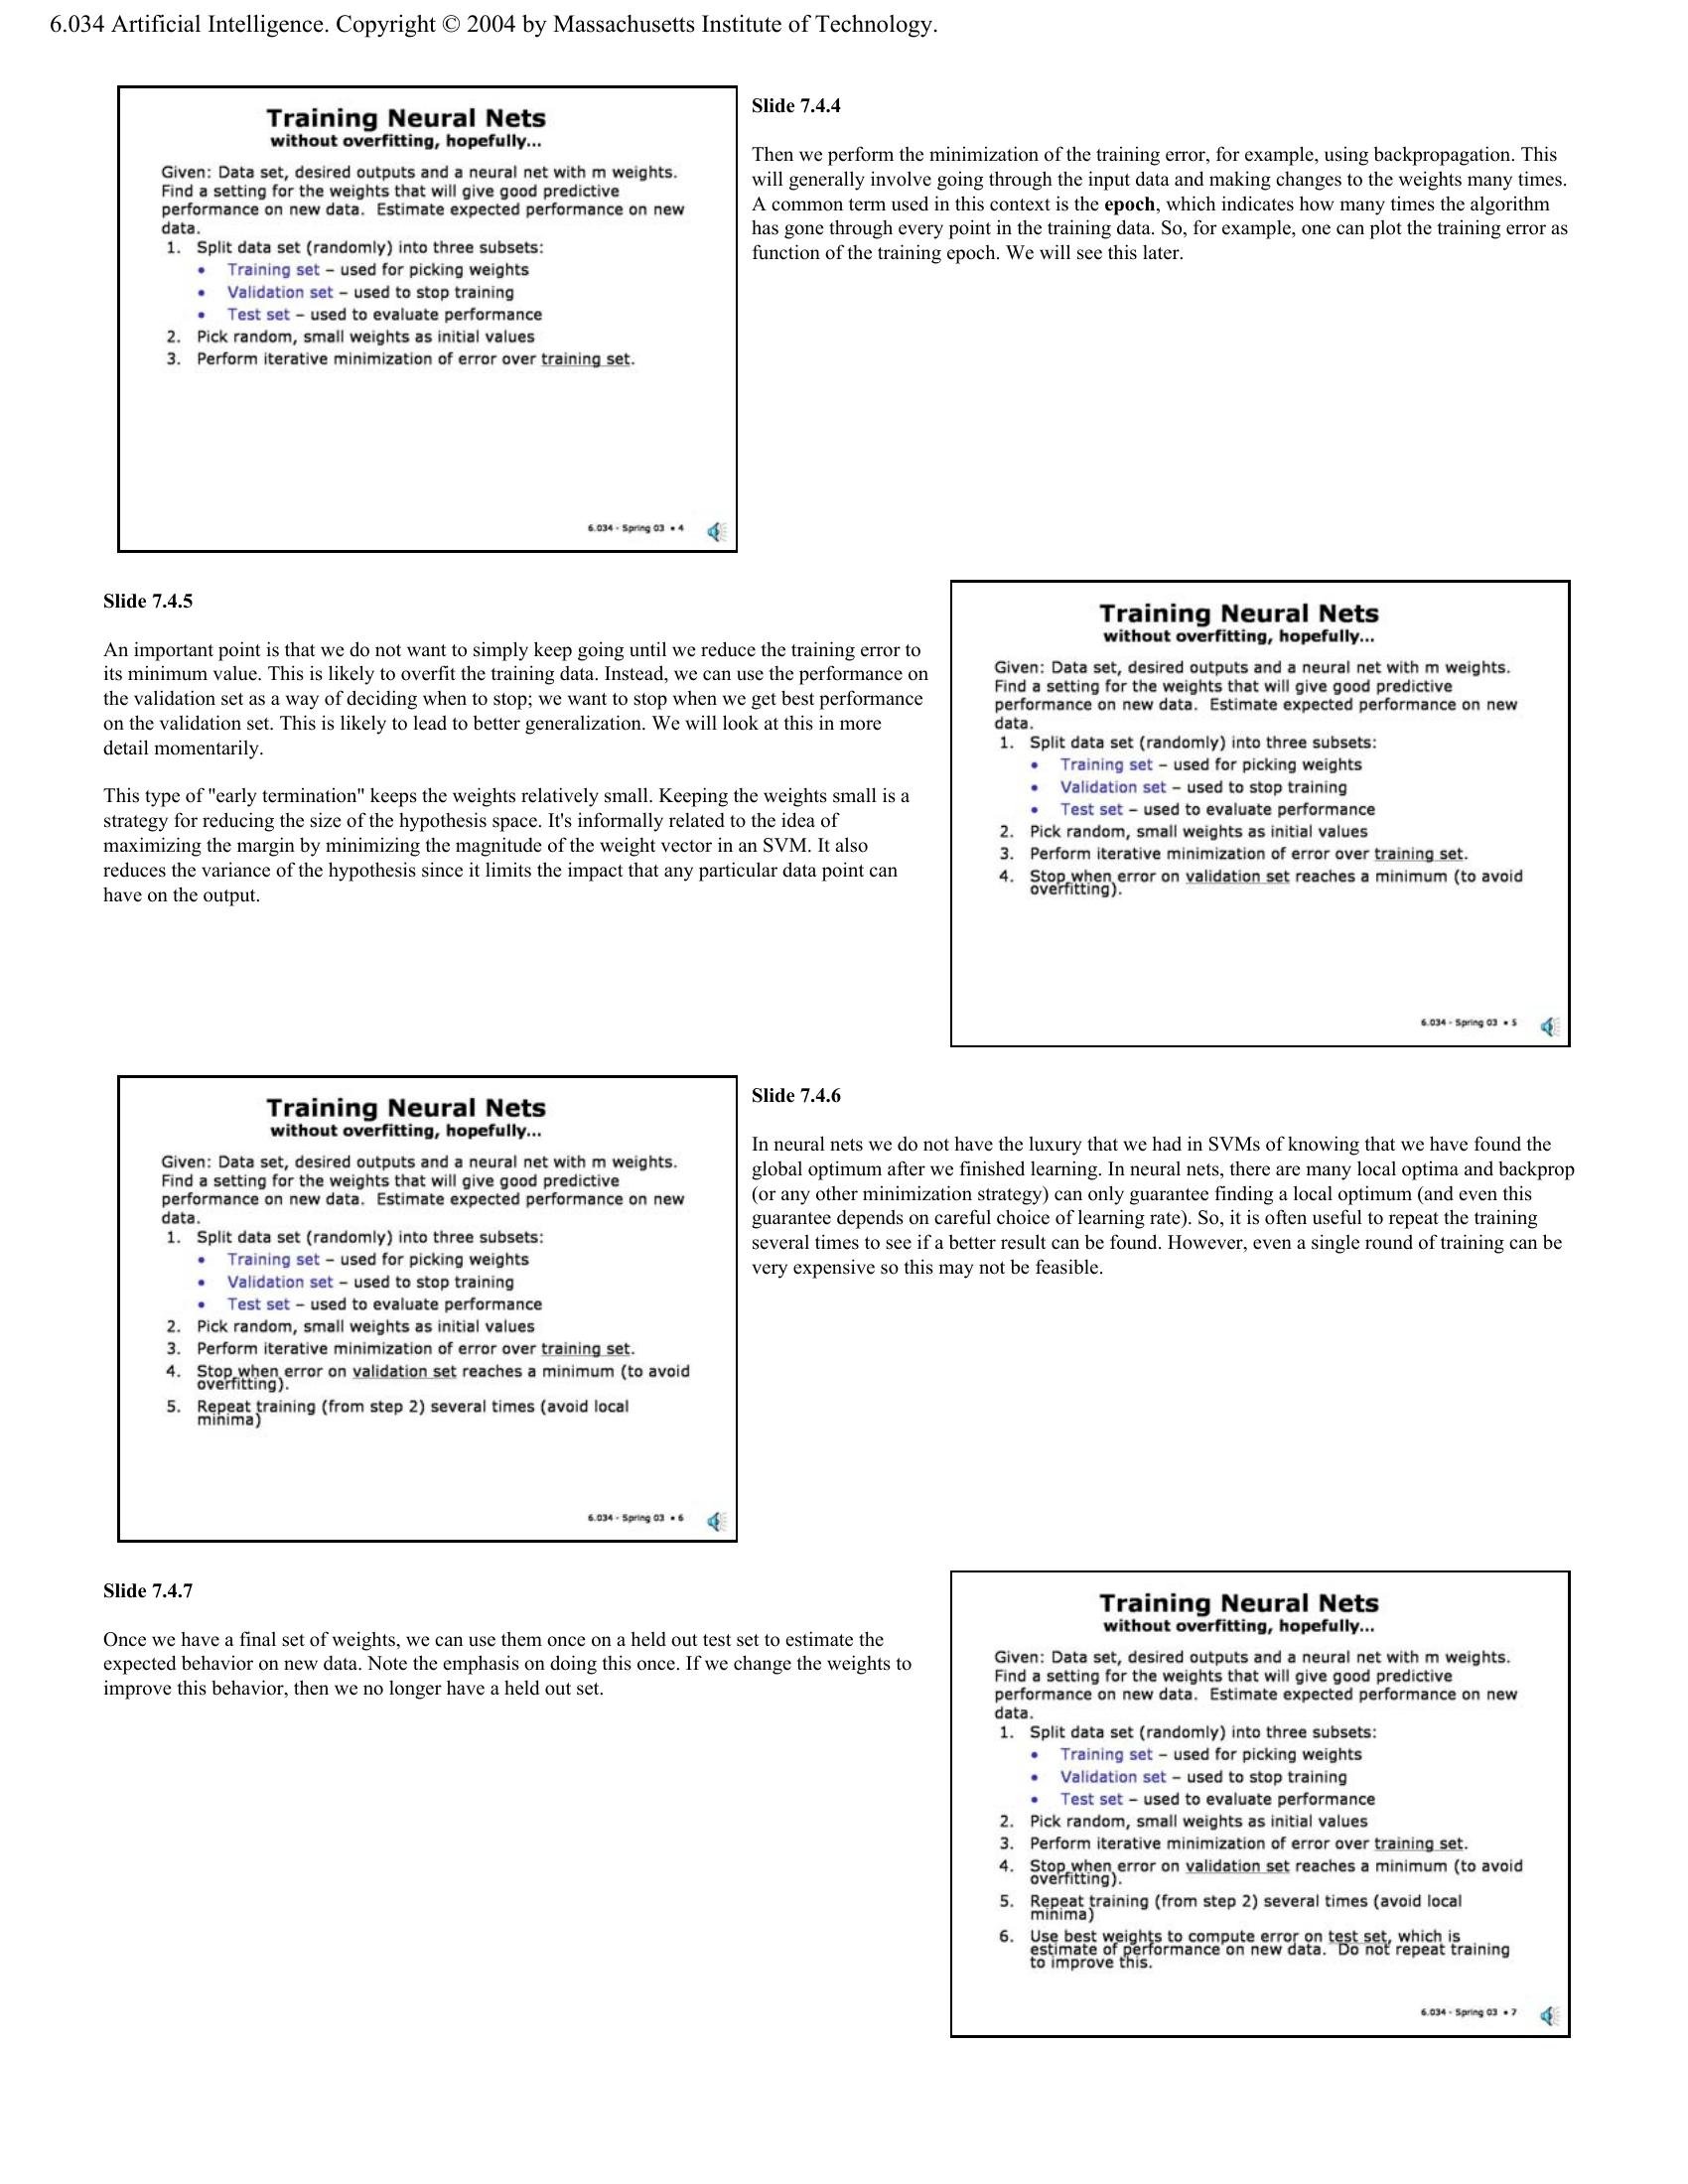 6.034 Artificial Intelligence. Copyright © 2004 by Massachusetts Institute of Technology.
Training Neural Nets
without overfitting, hopefully...
Given: Data set, desired outputs and a neural net with m weights.
Find a setting for the weights that will give good predictive
performance on new data. Estimate expected performance on new
data.
1. Split data set (randomly) into three subsets:
• Training set – used for picking weights
• Validation set – used to stop training
• Test set – used to evaluate performance
2. Pick random, small weights as initial values
3. Perform iterative minimization of error over training set.
6.034 - Spring 03 • 4
Slide 7.4.4
Then we perform the minimization of the training error, for example, using backpropagation. This
will generally involve going through the input data and making changes to the weights many times.
A common term used in this context is the epoch, which indicates how many times the algorithm
has gone through every point in the training data. So, for example, one can plot the training error as
function of the training epoch. We will see this later.
Slide 7.4.5
An important point is that we do not want to simply keep going until we reduce the training error to
its minimum value. This is likely to overfit the training data. Instead, we can use the performance on
the validation set as a way of deciding when to stop; we want to stop when we get best performance
on the validation set. This is likely to lead to better generalization. We will look at this in more
detail momentarily.
This type of "early termination" keeps the weights relatively small. Keeping the weights small is a
strategy for reducing the size of the hypothesis space. It's informally related to the idea of
maximizing the margin by minimizing the magnitude of the weight vector in an SVM. It also
reduces the variance of the hypothesis since it limits the impact that any particular data point can
have on the output.
Training Neural Nets
without overfitting, hopefully...
Given: Data set, desired outputs and a neural net with m weights.
Find a setting for the weights that will give good predictive
performance on new data. Estimate expected performance on new
data.
1. Split data set (randomly) into three subsets:
• Training set – used for picking weights
• Validation set – used to stop training
• Test set – used to evaluate performance
2. Pick random, small weights as initial values
3. Perform iterative minimization of error over training set.
4. Stop when error on validation set reaches a minimum (to avoid
overfitting).
6.034 - Spring 03 • 5
Training Neural Nets
without overfitting, hopefully...
Given: Data set, desired outputs and a neural net with m weights.
Find a setting for the weights that will give good predictive
performance on new data. Estimate expected performance on new
data.
1. Split data set (randomly) into three subsets:
• Training set – used for picking weights
• Validation set – used to stop training
• Test set – used to evaluate performance
2. Pick random, small weights as initial values
3. Perform iterative minimization of error over training set.
4. Stop when error on validation set reaches a minimum (to avoid
overfitting).
5. Repeat training (from step 2) several times (avoid local
minima)
6.034 - Spring 03 • 6
Slide 7.4.6
In neural nets we do not have the luxury that we had in SVMs of knowing that we have found the
global optimum after we finished learning. In neural nets, there are many local optima and backprop
(or any other minimization strategy) can only guarantee finding a local optimum (and even this
guarantee depends on careful choice of learning rate). So, it is often useful to repeat the training
several times to see if a better result can be found. However, even a single round of training can be
very expensive so this may not be feasible.
Slide 7.4.7
Once we have a final set of weights, we can use them once on a held out test set to estimate the
expected behavior on new data. Note the emphasis on doing this once. If we change the weights to
improve this behavior, then we no longer have a held out set.
Training Neural Nets
without overfitting, hopefully...
Given: Data set, desired outputs and a neural net with m weights.
Find a setting for the weights that will give good predictive
performance on new data. Estimate expected performance on new
data.
1. Split data set (randomly) into three subsets:
• Training set – used for picking weights
• Validation set – used to stop training
• Test set – used to evaluate performance
2. Pick random, small weights as initial values
3. Perform iterative minimization of error over training set.
4. Stop when error on validation set reaches a minimum (to avoid
overfitting).
5. Repeat training (from step 2) several times (avoid local
minima)
6. Use best weights to compute error on test set, which is
estimate of performance on new data. Do not repeat training
to improve this.
6.034 - Spring 03 • 7